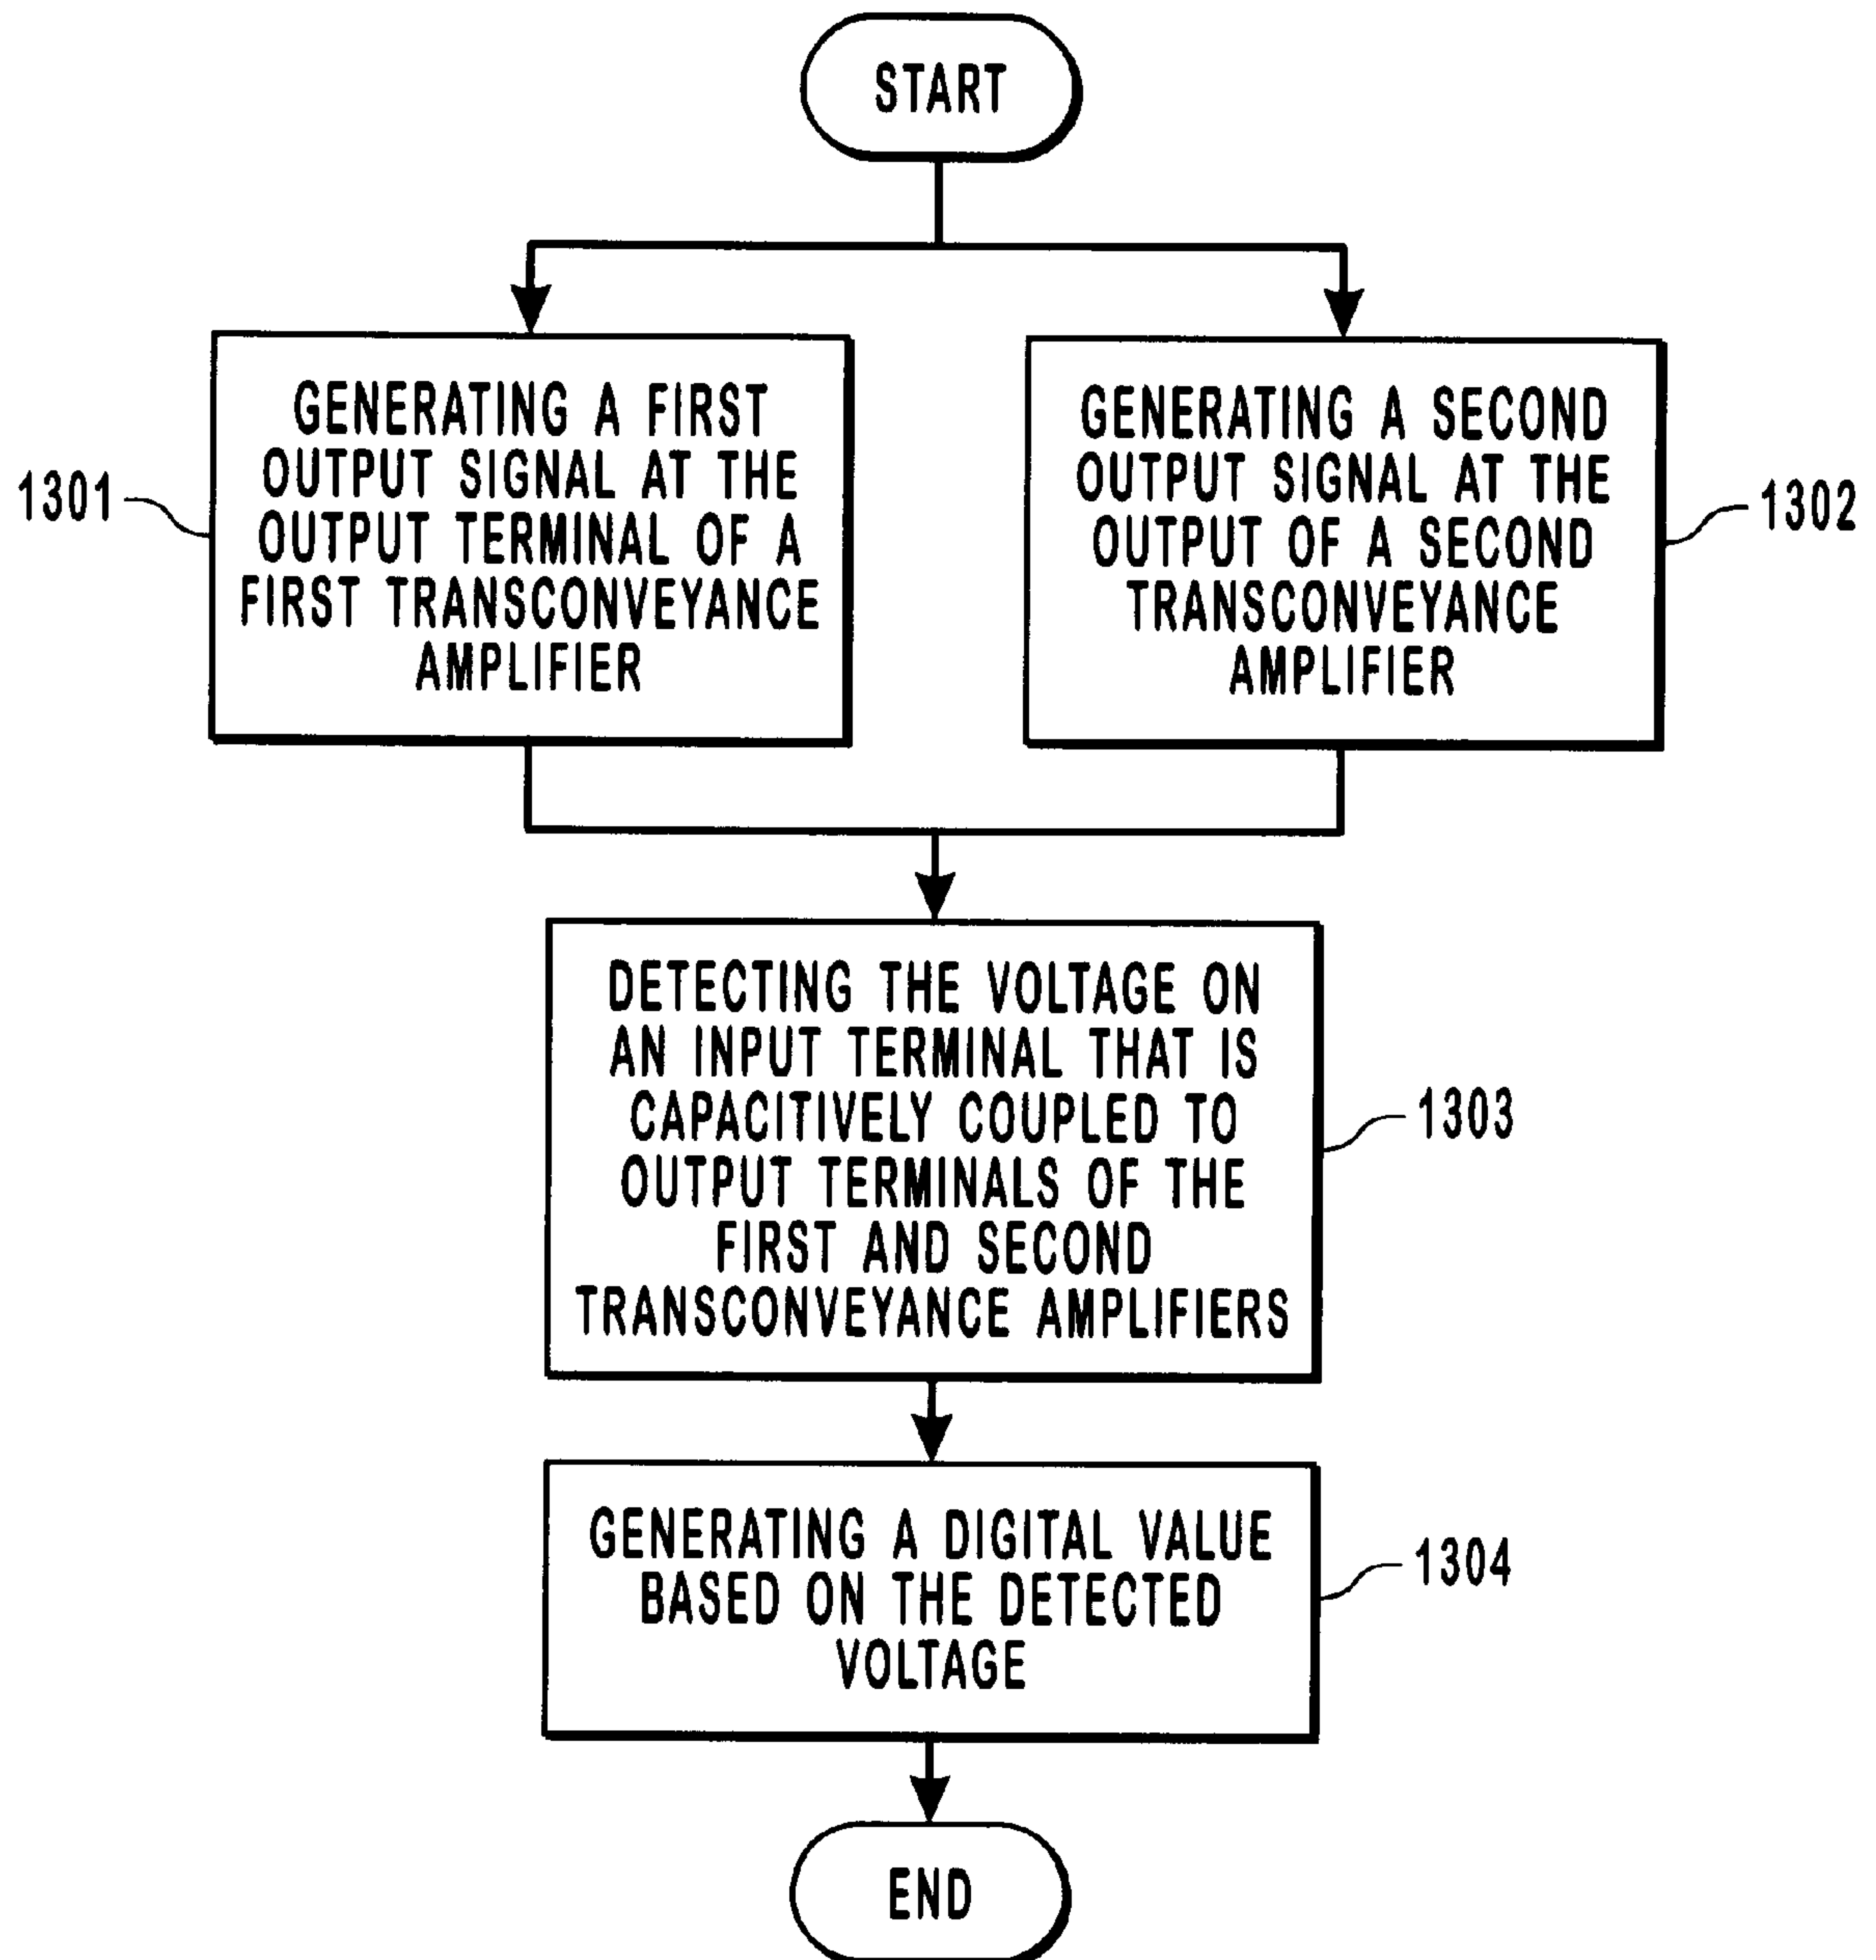 START
1301
GENERATING A FIRST
OUTPUT SIGNAL AT THE
OUTPUT TERMINAL OF A
FIRST TRANSCONVEYANCE
AMPLIFIER
GENERATING A SECOND
OUTPUT SIGNAL AT THE
OUTPUT OF A SECOND
TRANSCONVEYANCE
AMPLIFIER
1302
DETECTING THE VOLTAGE ON
AN INPUT TERMINAL THAT IS
CAPACITIVELY COUPLED TO
OUTPUT TERMINALS OF THE
FIRST AND SECOND
TRANSCONVEYANCE AMPLIFIERS
1303
GENERATING A DIGITAL VALUE
BASED ON THE DETECTED
VOLTAGE
1304
END